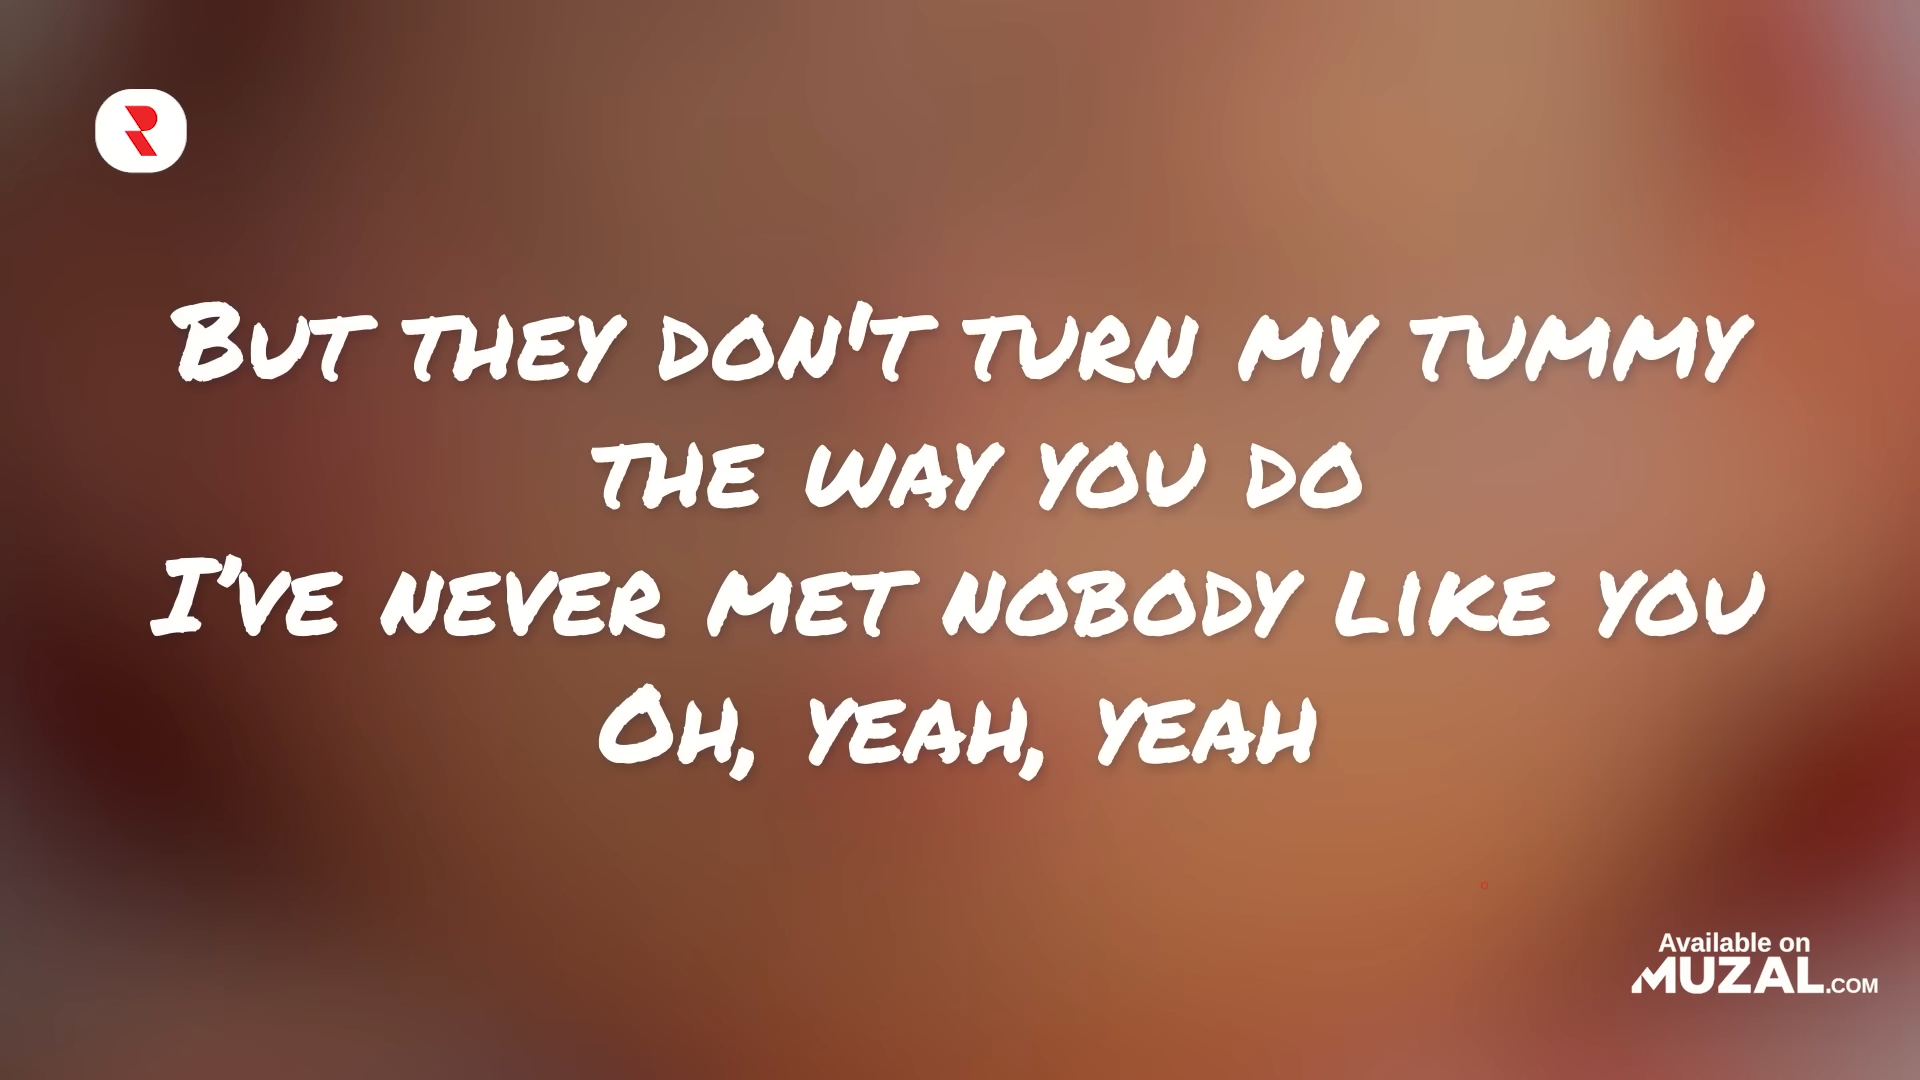 But they don't turn my tummy
the way you do
I've never met nobody like you
Oh, yeah, yeah
Available on
MUZAL.COM